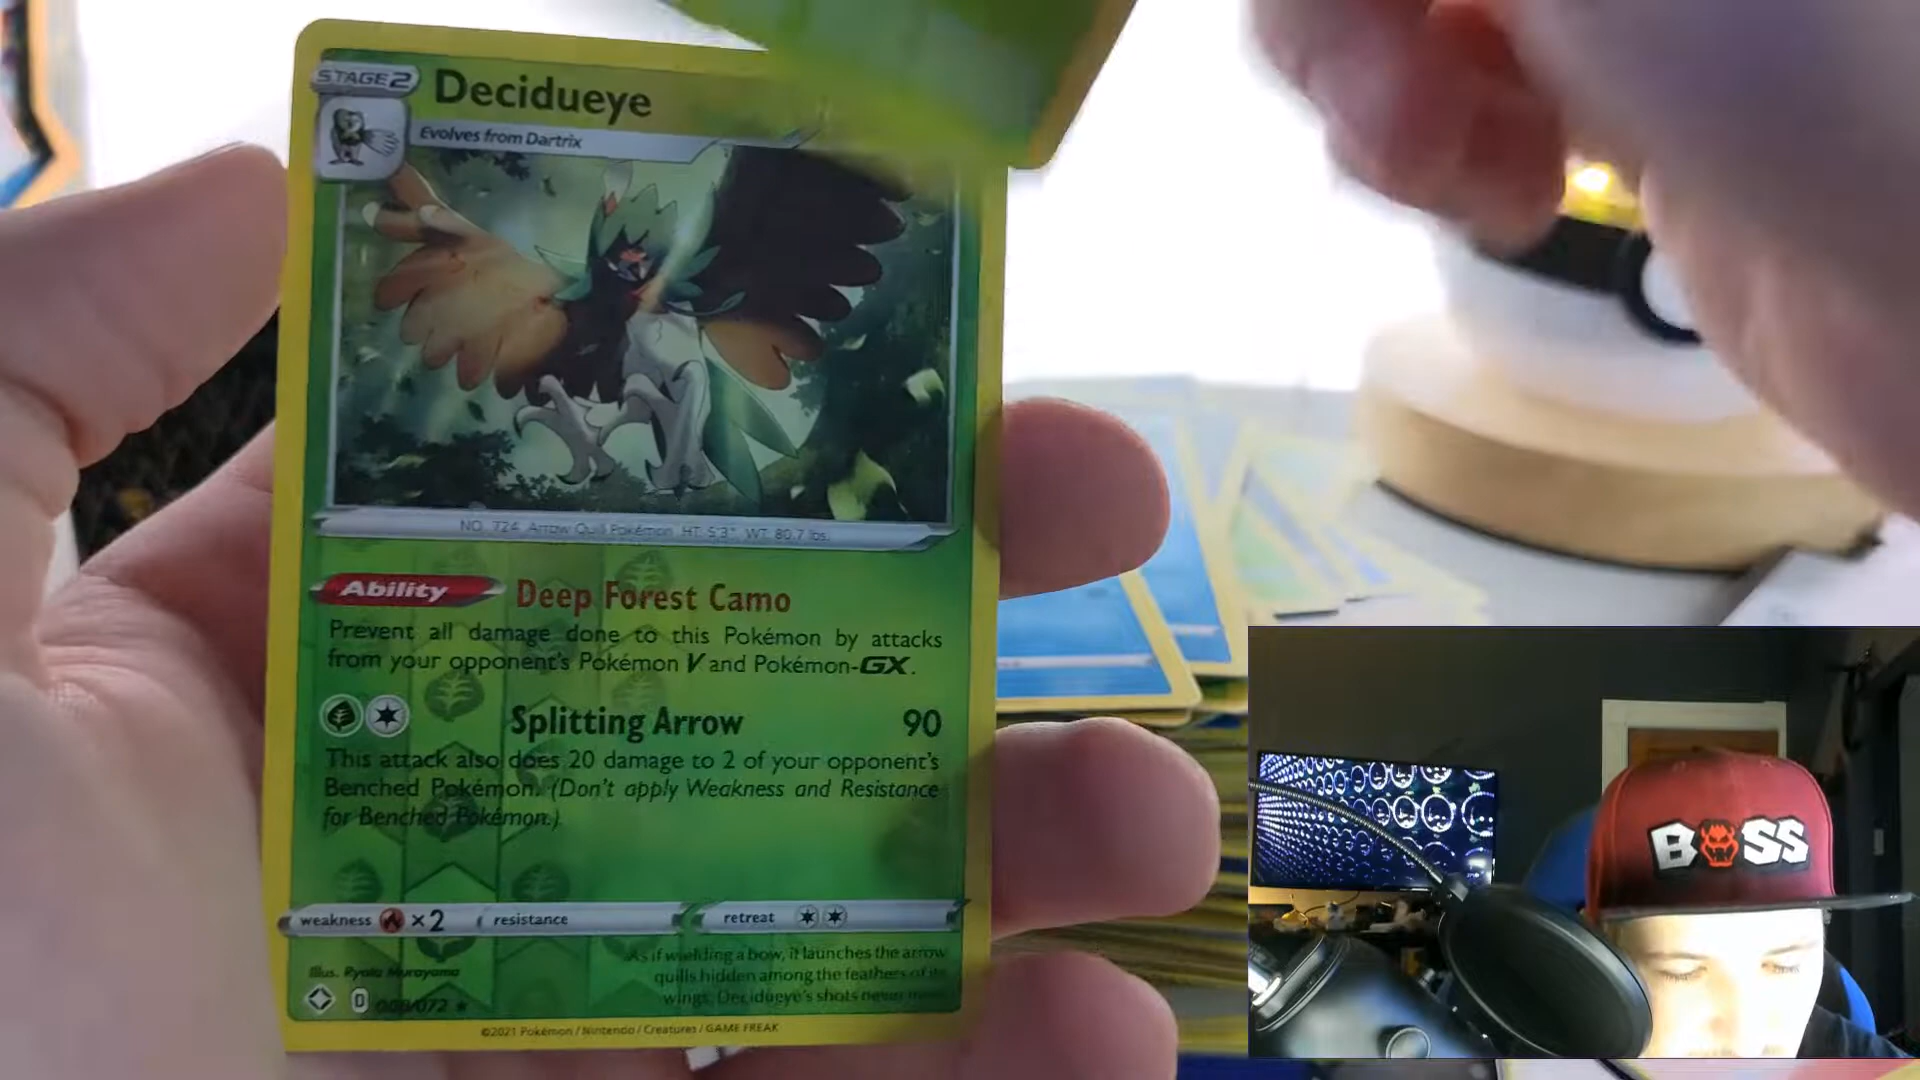 STAGE2
Decidueye
Evolves from Dartrix
NO. 724 Arrow Quill Pokémon HT: 5'3" WT: 80.7 lbs.
Ability Deep Forest Camo
Prevent all damage done to this Pokémon by attacks
from your opponent's Pokémon V and Pokémon-GX.
Splitting Arrow 90
This attack also does 20 damage to 2 of your opponent's
Benched Pokémon. (Don't apply Weakness and Resistance
for Benched Pokémon.)
weakness ×2 resistance retreat
As if wielding a bow, it launches the arrow
quills hidden among the feathers of its
wings. Decidueye's shots never
Illus. Ryota Murayama
D /072
©2021 Pokémon / Nintendo / Creatures / GAME FREAK
BOSS